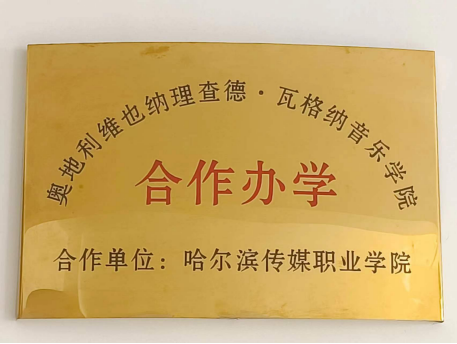 奥地利维也纳理查德·瓦格纳音乐学院
合作办学
合作单位：哈尔滨传媒职业学院